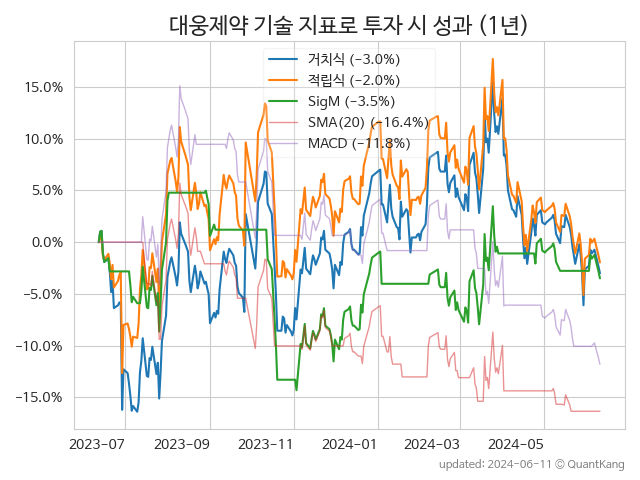 대웅제약 기술 지표로 투자 시 성과 (1년)
거치식 (−3.0%)
적립식 (−2.0%)
SigM (−3.5%)
SMA(20) (−16.4%)
MACD (−11.8%)
15.0%
10.0%
5.0%
0.0%
−5.0%
−10.0%
−15.0%
2023−07
2023−09
2023−11
2024−01
2024−03
2024−05
updated: 2024−06−11 ⓒ QuantKang